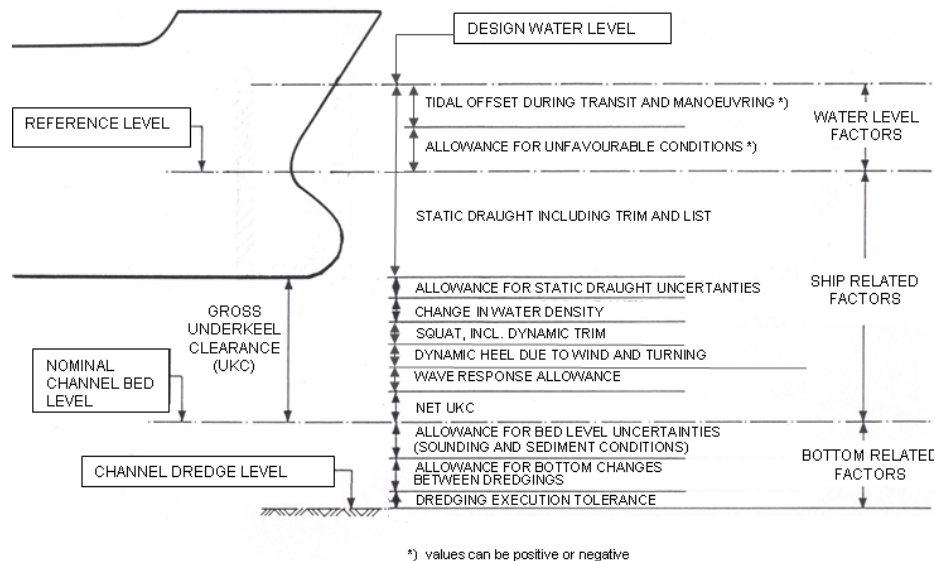 DESIGN WATER LEVEL
TIDAL OFFSET DURING TRANSIT AND MANOEUVRING *)
WATER LEVEL
FACTORS
REFERENCE LEVEL
ALLOWANCE FOR UNFAVOURABLE CONDITIONS *)
STATIC DRAUGHT INCLUDING TRIM AND LIST
SHIP RELATED
FACTORS
ALLOWANCE FOR STATIC DRAUGHT UNCERTANTIES
CHANGE IN WATER DENSITY
SQUAT, INCL. DYNAMIC TRIM
DYNAMIC HEEL DUE TO WIND AND TURNING
WAVE RESPONSE ALLOWANCE
NET UKC
GROSS
UNDERKEEL
CLEARANCE
(UKC)
NOMINAL
CHANNEL BED
LEVEL
ALLOWANCE FOR BED LEVEL UNCERTAINTIES
(SOUNDING AND SEDIMENT CONDITIONS)
BOTTOM RELATED
FACTORS
CHANNEL DREDGE LEVEL
ALLOWANCE FOR BOTTOM CHANGES
BETWEEN DREDGINGS
DREDGING EXECUTION TOLERANCE
*) values can be positive or negative